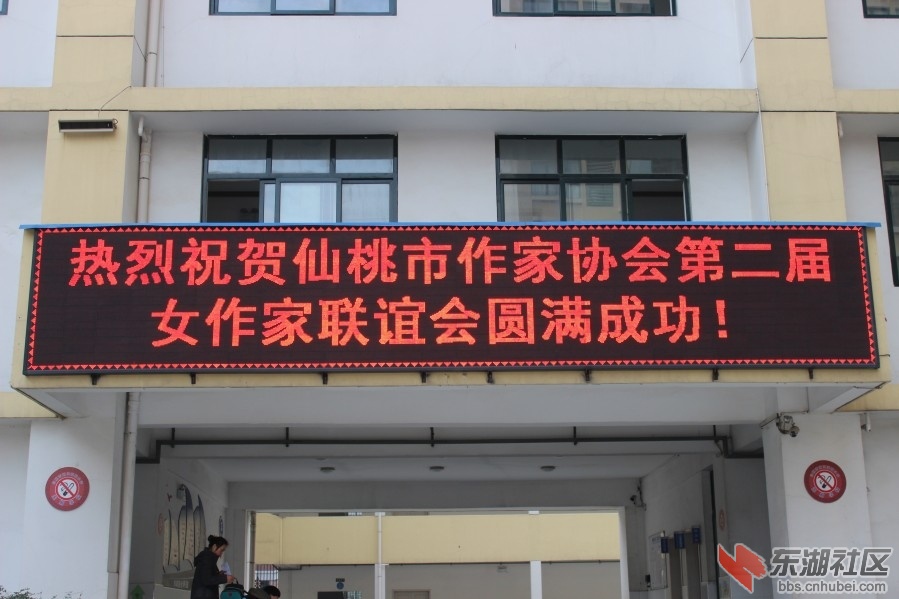 热烈祝贺仙桃市作家协会第二届
女作家联谊会圆满成功！
东湖社区
bbs.cnhubei.com